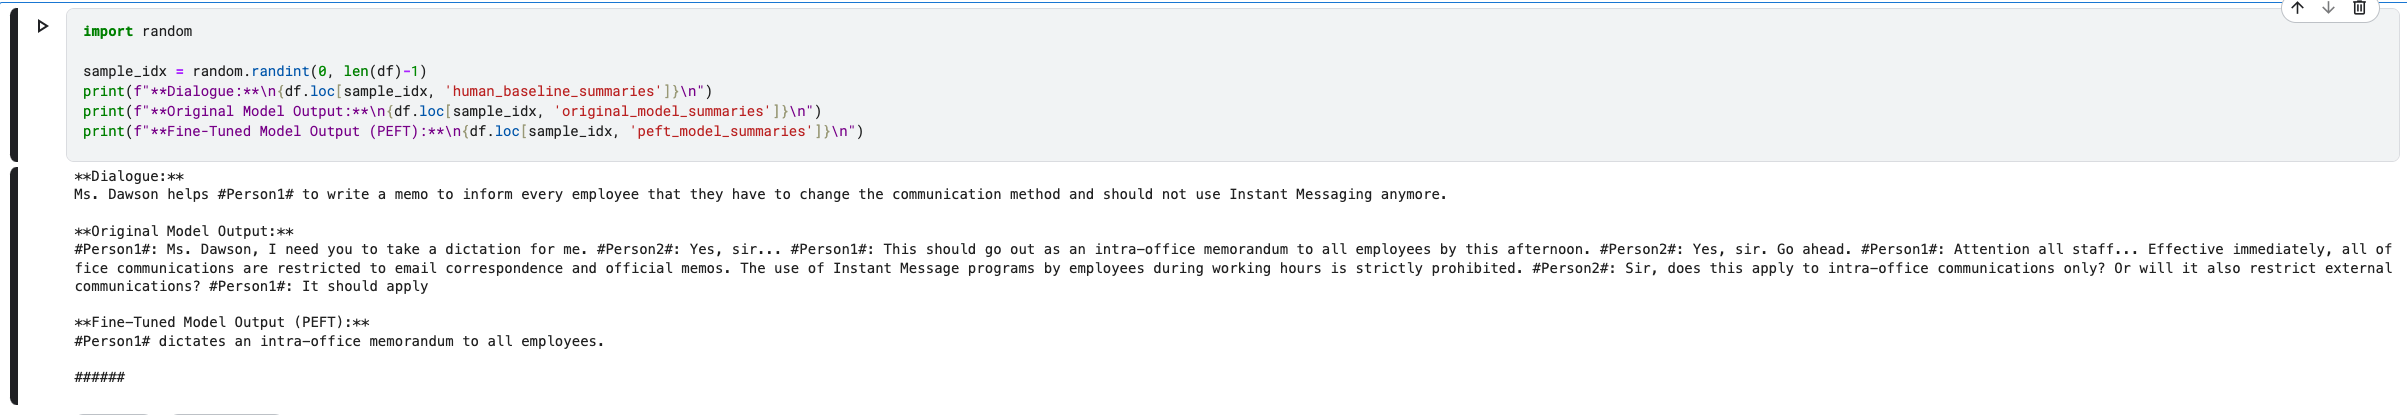 import random
sample_idx = random.randint(0, len(df)-1)
print(f"**Dialogue:**\n{df.loc[sample_idx, 'human_baseline_summaries']}\n")
print(f"**Original Model Output:**\n{df.loc[sample_idx, 'original_model_summaries']}\n")
print(f"**Fine-Tuned Model Output (PEFT):**\n{df.loc[sample_idx, 'peft_model_summaries']}\n")
**Dialogue:**
Ms. Dawson helps #Person1# to write a memo to inform every employee that they have to change the communication method and should not use Instant Messaging anymore.
**Original Model Output:**
#Person1#: Ms. Dawson, I need you to take a dictation for me. #Person2#: Yes, sir... #Person1#: This should go out as an intra-office memorandum to all employees by this afternoon. #Person2#: Yes, sir. Go ahead. #Person1#: Attention all staff... Effective immediately, all of
fice communications are restricted to email correspondence and official memos. The use of Instant Message programs by employees during working hours is strictly prohibited. #Person2#: Sir, does this apply to intra-office communications only? Or will it also restrict external
communications? #Person1#: It should apply
**Fine-Tuned Model Output (PEFT):**
#Person1# dictates an intra-office memorandum to all employees.
######